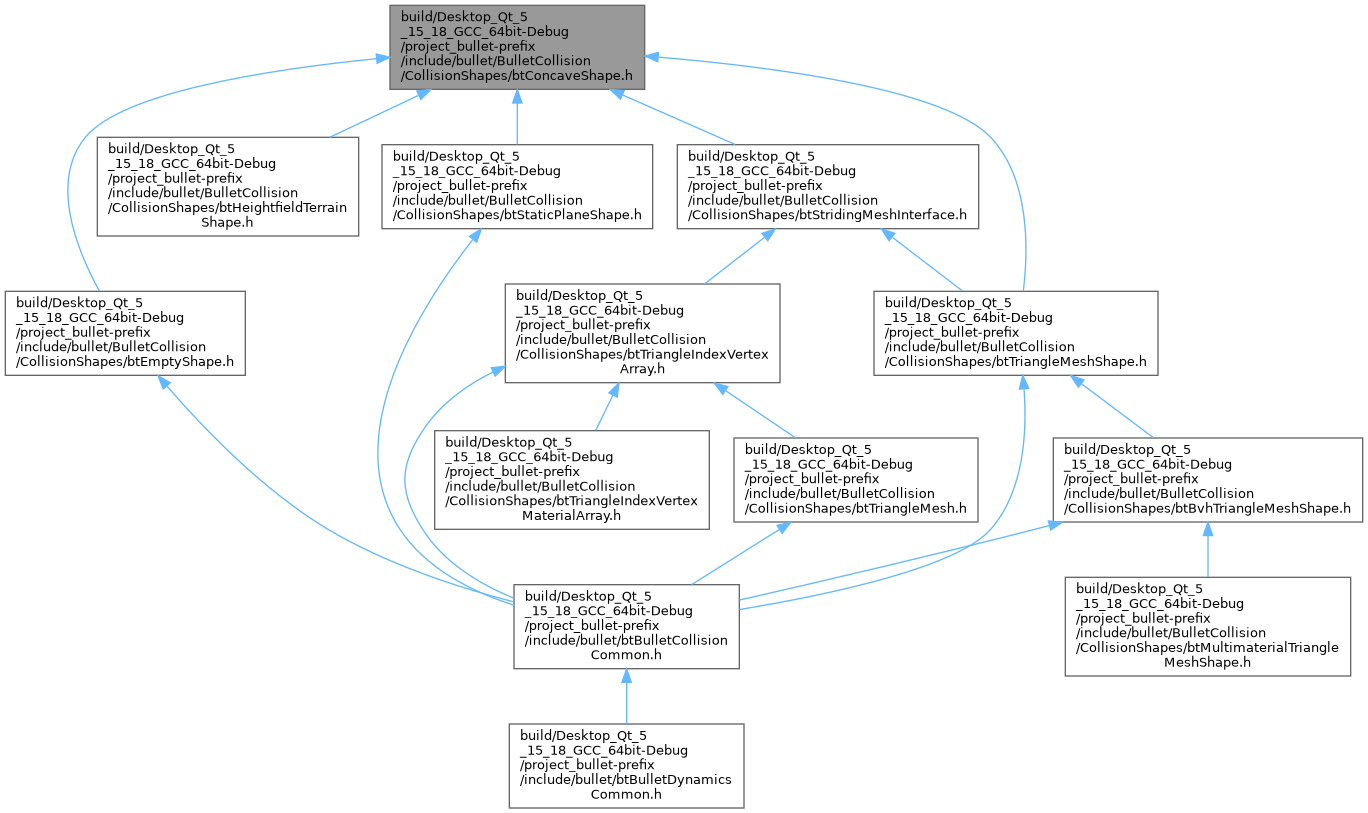 build/Desktop_Qt_5
_15_18_GCC_64bit-Debug
/project_bullet-prefix
/include/bullet/BulletCollision
/CollisionShapes/btConcaveShape.h
build/Desktop_Qt_5
_15_18_GCC_64bit-Debug
/project_bullet-prefix
/include/bullet/BulletCollision
/CollisionShapes/btHeightfieldTerrain
Shape.h
build/Desktop_Qt_5
_15_18_GCC_64bit-Debug
/project_bullet-prefix
/include/bullet/BulletCollision
/CollisionShapes/btStaticPlaneShape.h
build/Desktop_Qt_5
_15_18_GCC_64bit-Debug
/project_bullet-prefix
/include/bullet/BulletCollision
/CollisionShapes/btStridingMeshInterface.h
build/Desktop_Qt_5
_15_18_GCC_64bit-Debug
/project_bullet-prefix
/include/bullet/BulletCollision
/CollisionShapes/btEmptyShape.h
build/Desktop_Qt_5
_15_18_GCC_64bit-Debug
/project_bullet-prefix
/include/bullet/BulletCollision
/CollisionShapes/btTriangleIndexVertex
Array.h
build/Desktop_Qt_5
_15_18_GCC_64bit-Debug
/project_bullet-prefix
/include/bullet/BulletCollision
/CollisionShapes/btTriangleMeshShape.h
build/Desktop_Qt_5
_15_18_GCC_64bit-Debug
/project_bullet-prefix
/include/bullet/BulletCollision
/CollisionShapes/btTriangleIndexVertex
MaterialArray.h
build/Desktop_Qt_5
_15_18_GCC_64bit-Debug
/project_bullet-prefix
/include/bullet/BulletCollision
/CollisionShapes/btTriangleMesh.h
build/Desktop_Qt_5
_15_18_GCC_64bit-Debug
/project_bullet-prefix
/include/bullet/BulletCollision
/CollisionShapes/btBvhTriangleMeshShape.h
build/Desktop_Qt_5
_15_18_GCC_64bit-Debug
/project_bullet-prefix
/include/bullet/btBulletCollision
Common.h
build/Desktop_Qt_5
_15_18_GCC_64bit-Debug
/project_bullet-prefix
/include/bullet/BulletCollision
/CollisionShapes/btMultimaterialTriangle
MeshShape.h
build/Desktop_Qt_5
_15_18_GCC_64bit-Debug
/project_bullet-prefix
/include/bullet/btBulletDynamics
Common.h